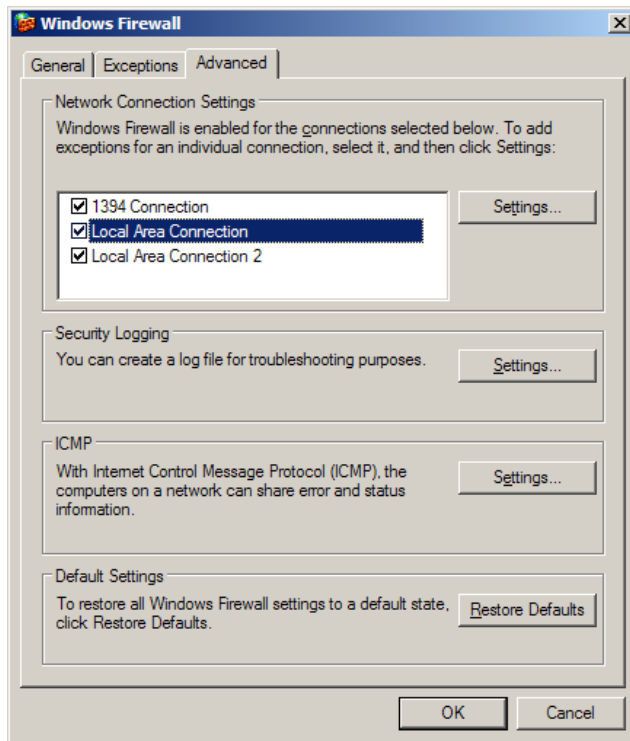 Windows Firewall
General
Exceptions
Advanced
Network Connection Settings
Windows Firewall is enabled for the connections selected below. To add
exceptions for an individual connection, select it, and then click Settings:
1394 Connection
Settings...
Local Area Connection
Local Area Connection 2
Security Logging
You can create a log file for troubleshooting purposes.
Settings...
ICMP
With Internet Control Message Protocol (ICMP), the
computers on a network can share error and status
information.
Settings...
Default Settings
To restore all Windows Firewall settings to a default state,
click Restore Defaults.
Restore Defaults
OK
Cancel